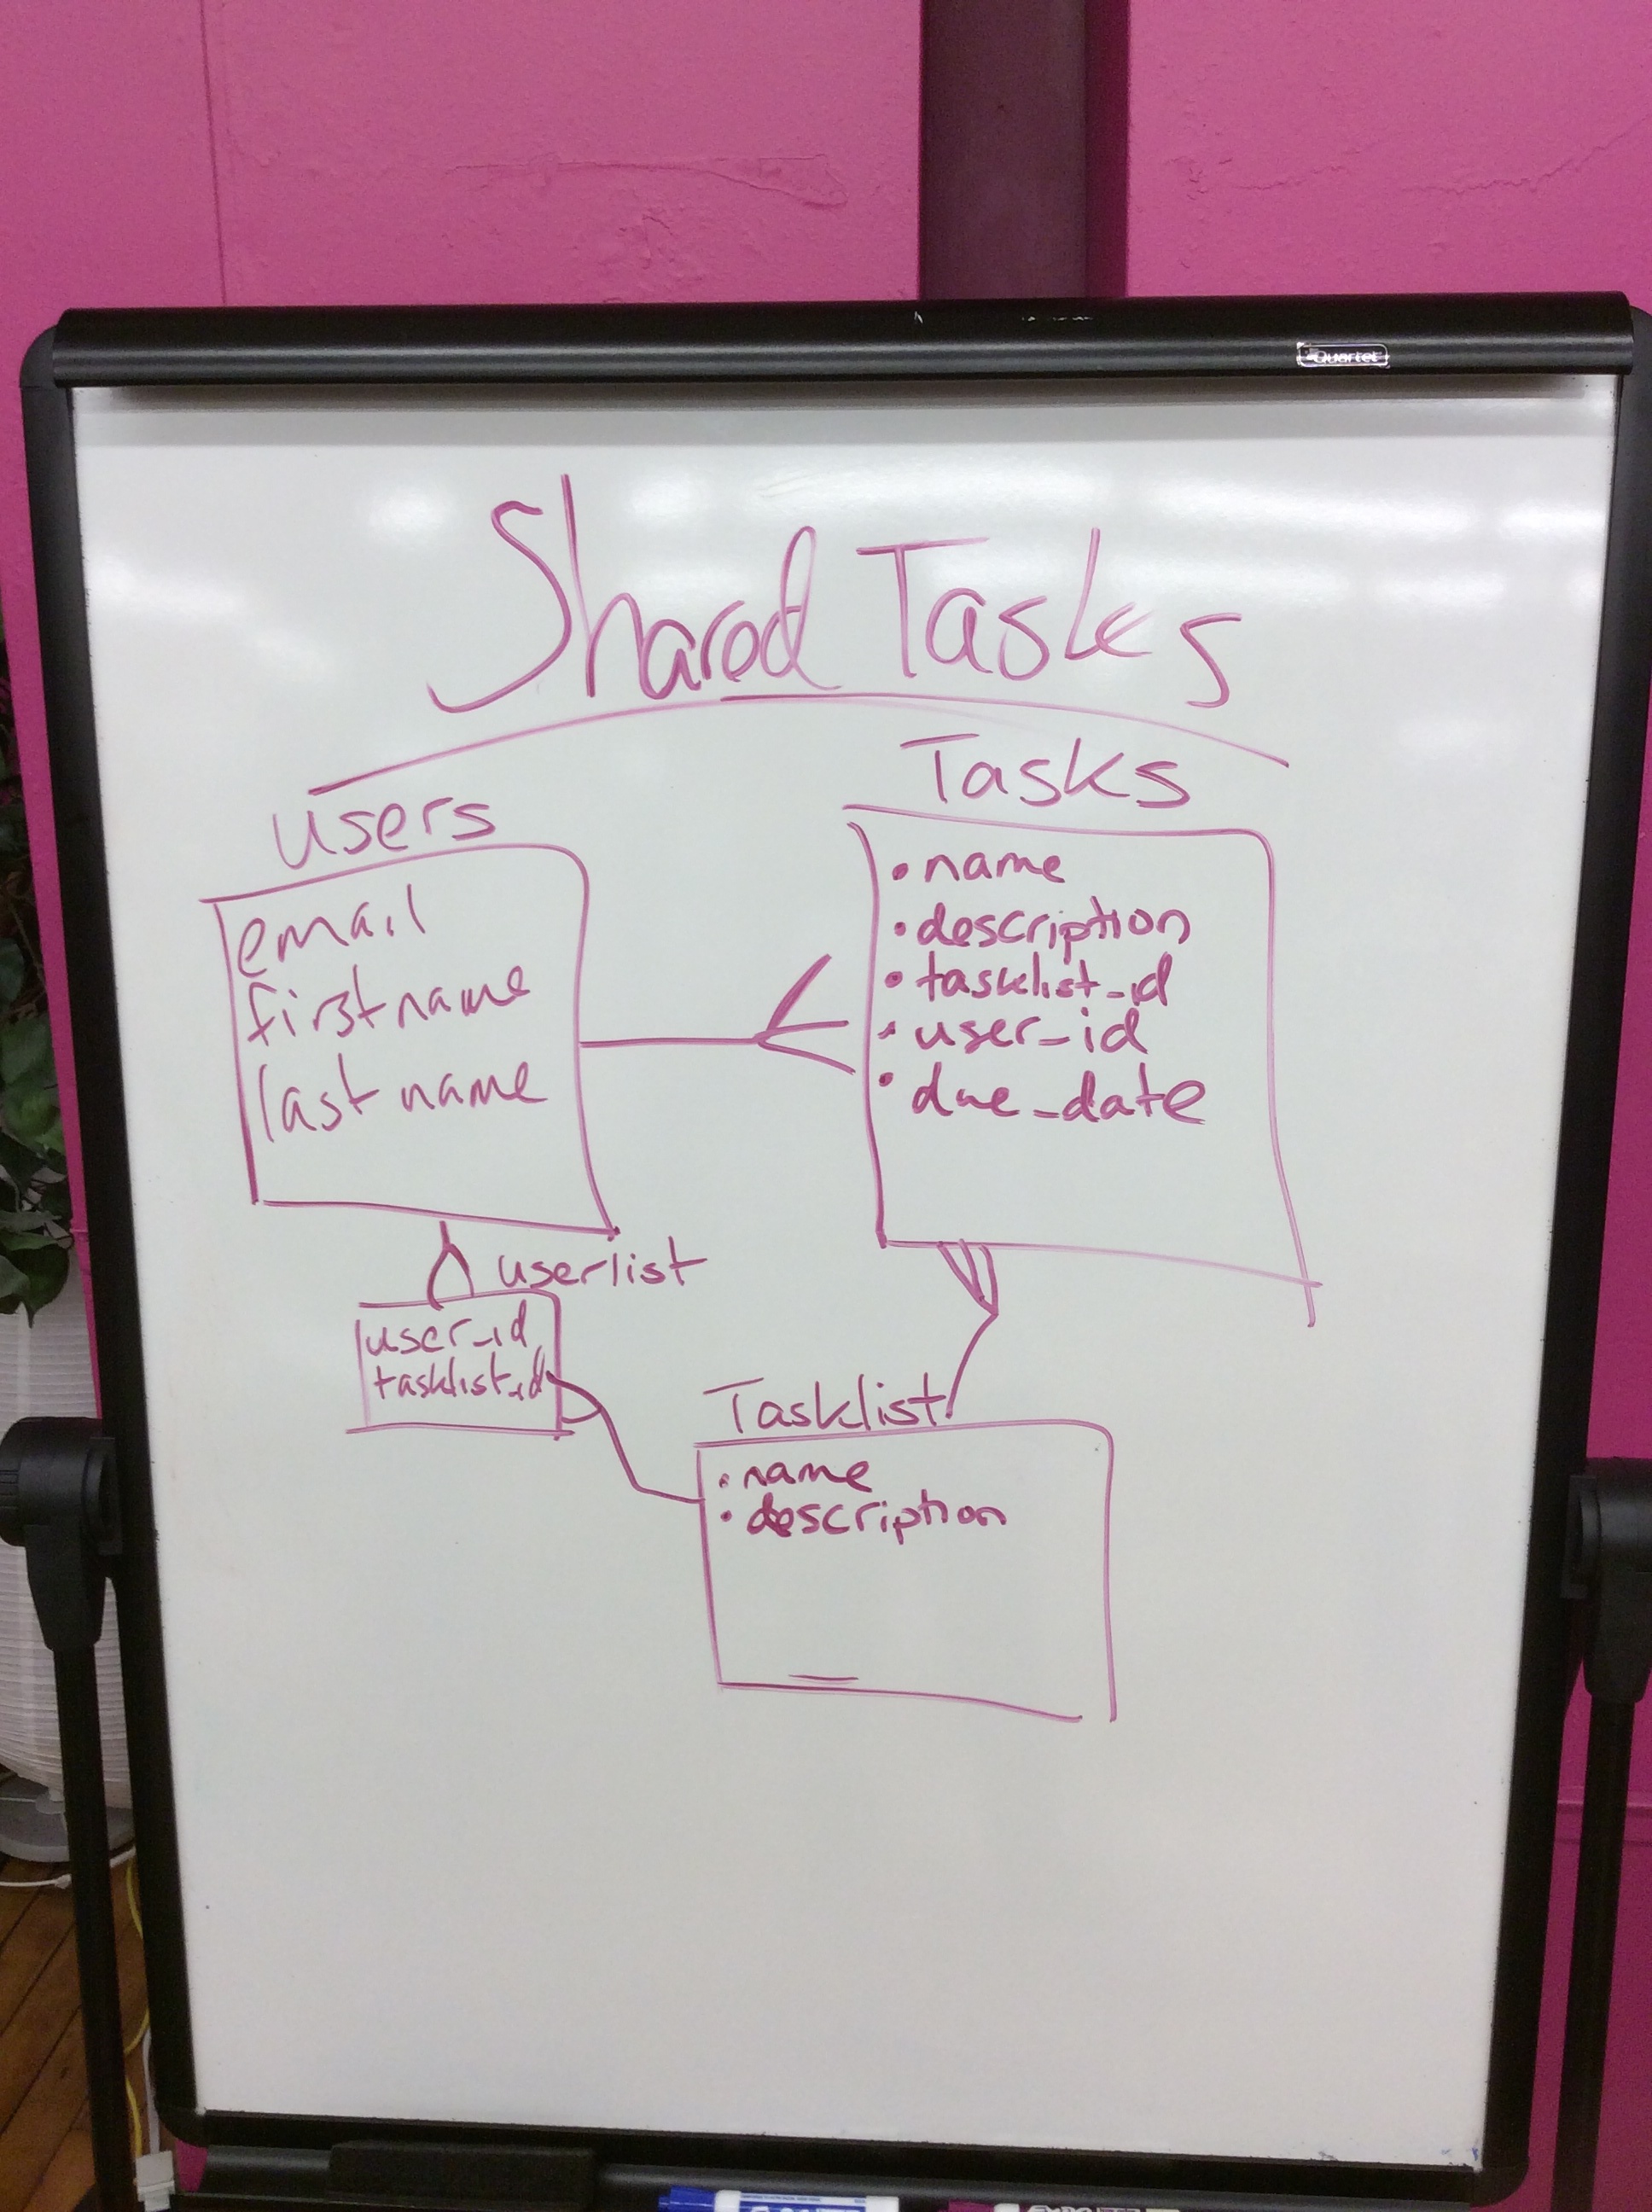 Quartet
Shared Tasks
users
email
firstname
last name
Tasks
• name
• description
• tasklist_id
• user_id
• due_date
userlist
user_id
tasklist_id
Tasklist
• name
• description
EXPO